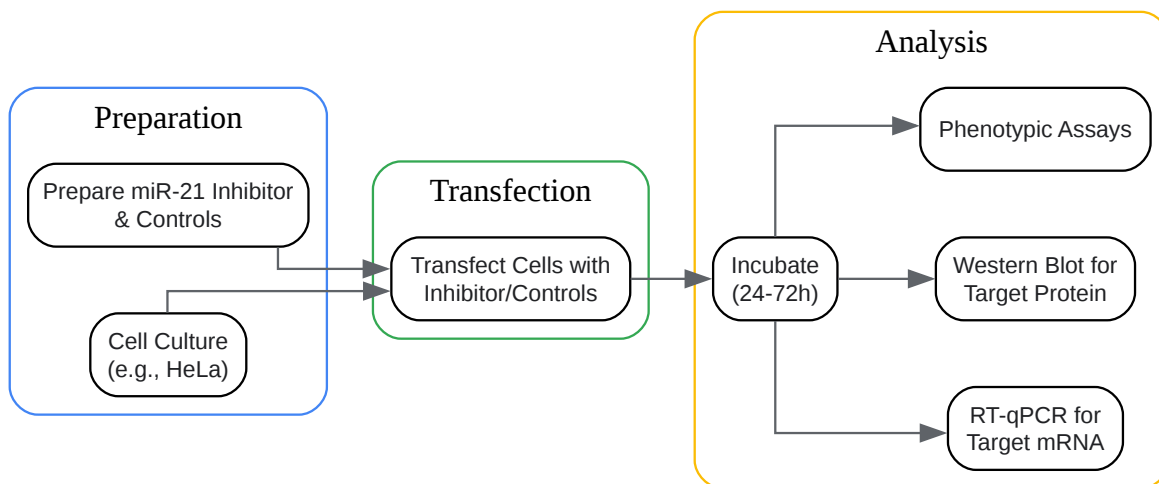 Preparation
Prepare miR-21 Inhibitor
& Controls
Cell Culture
(e.g., HeLa)
Transfection
Transfect Cells with
Inhibitor/Controls
Analysis
Incubate
(24-72h)
Phenotypic Assays
Western Blot for
Target Protein
RT-qPCR for
Target mRNA